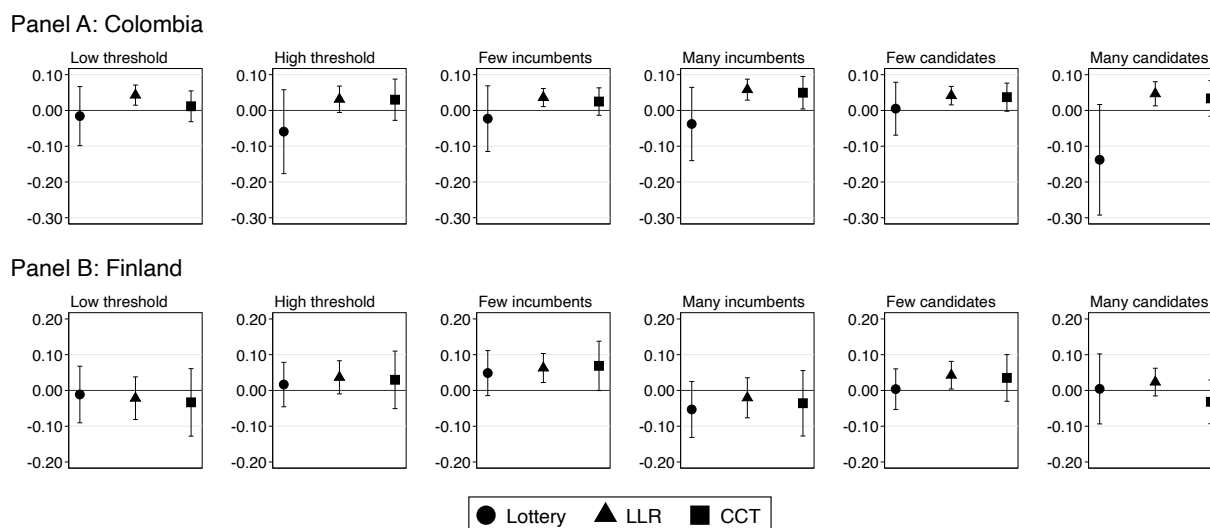 Panel A: Colombia
Low threshold High threshold Few incumbents Many incumbents Few candidates Many candidates
0.10 0.10 0.10 0.10 0.10 0.10
0.00 0.00 0.00 0.00 0.00 0.00
-0.10 -0.10 -0.10 -0.10 -0.10 -0.10
-0.20 -0.20 -0.20 -0.20 -0.20 -0.20
-0.30 -0.30 -0.30 -0.30 -0.30 -0.30
Panel B: Finland
Low threshold High threshold Few incumbents Many incumbents Few candidates Many candidates
0.20 0.20 0.20 0.20 0.20 0.20
0.10 0.10 0.10 0.10 0.10 0.10
0.00 0.00 0.00 0.00 0.00 0.00
-0.10 -0.10 -0.10 -0.10 -0.10 -0.10
-0.20 -0.20 -0.20 -0.20 -0.20 -0.20
Lottery LLR CCT